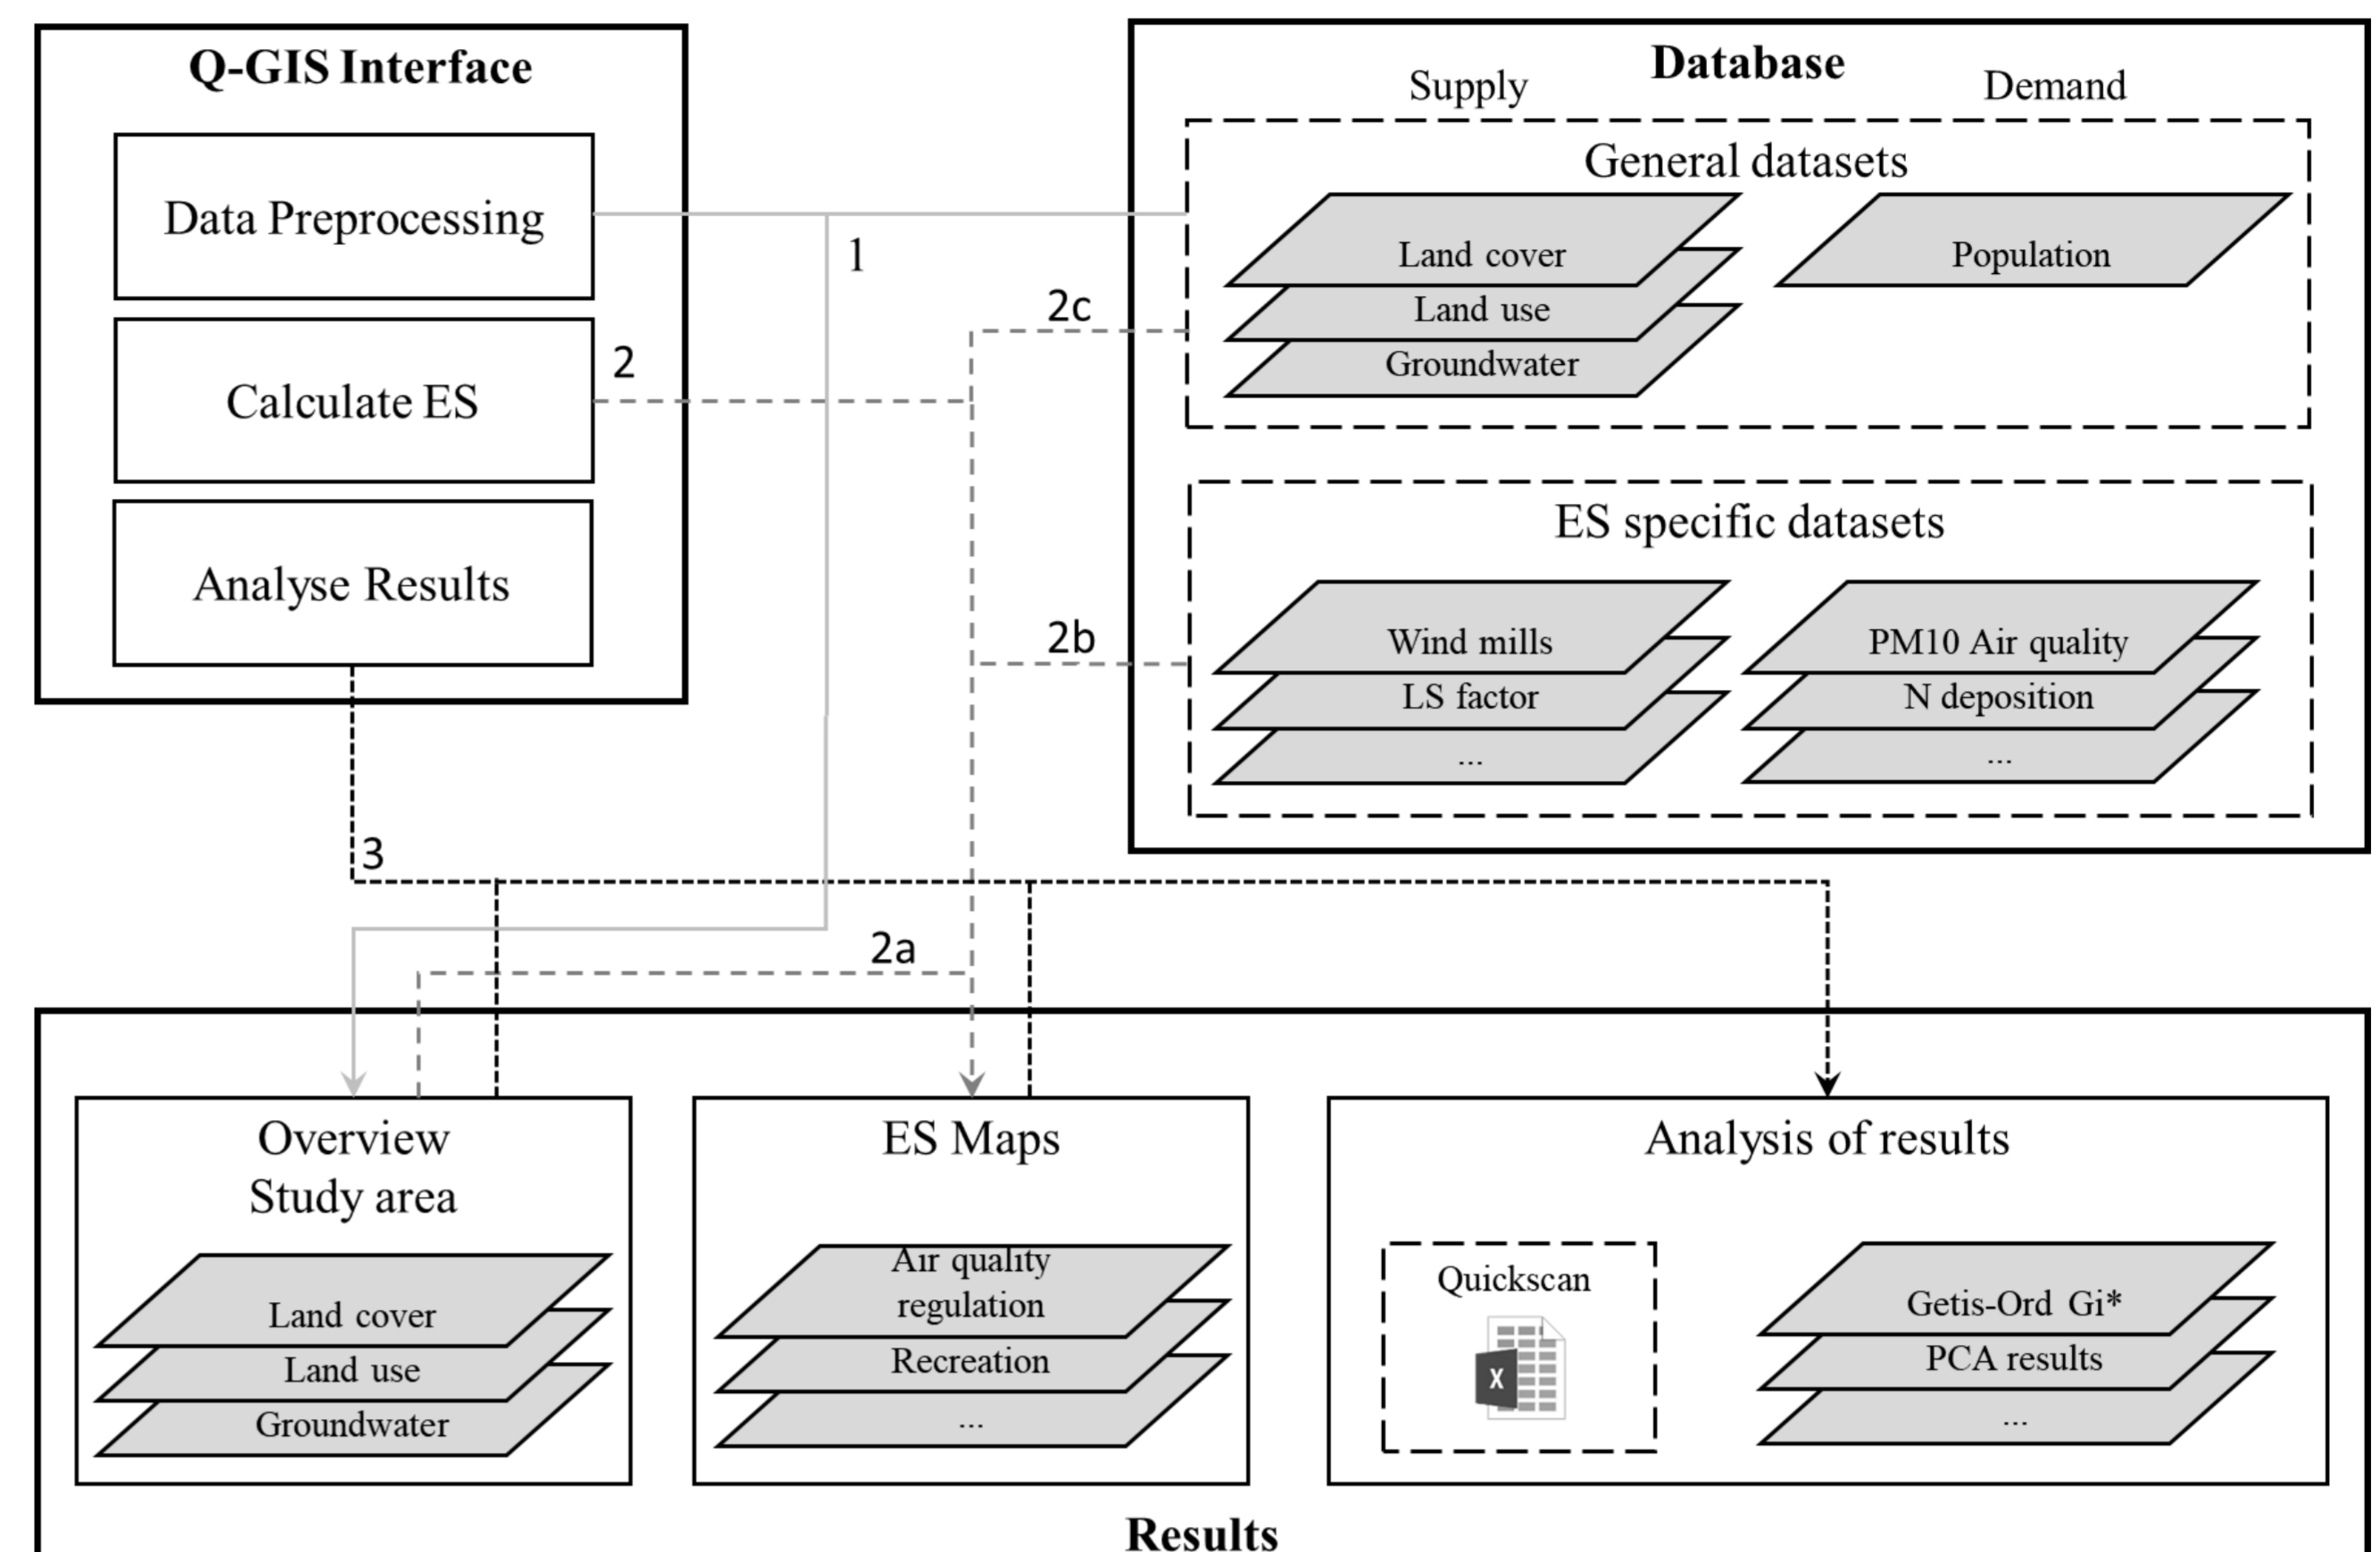 Q-GIS Interface
Data Preprocessing
Calculate ES
Analyse Results
1
2
2c
2b
3
2a
Database
Supply
Demand
General datasets
Land cover
Land use
Groundwater
Population
ES specific datasets
Wind mills
LS factor
...
PM10 Air quality
N deposition
...
Overview
Study area
Land cover
Land use
Groundwater
ES Maps
Air quality
regulation
Recreation
...
Analysis of results
Quickscan
X
Getis-Ord Gi*
PCA results
...
Results